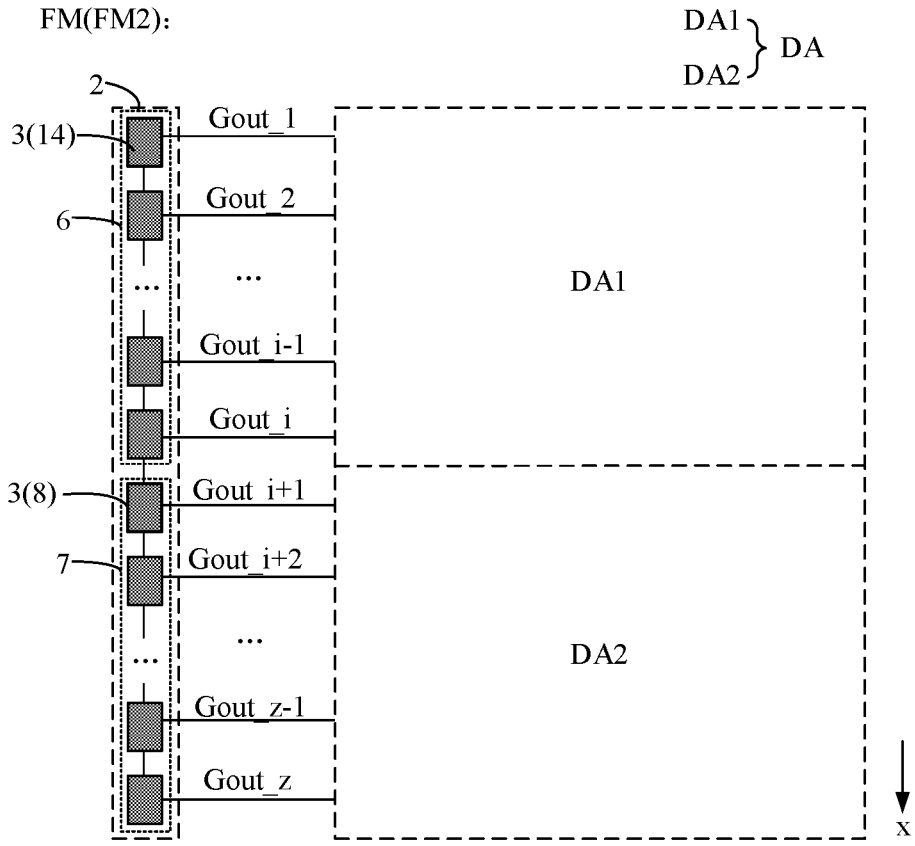 FM(FM2):
DA1
DA2
DA
2
3(14)
Gout_1
6
Gout_2
...
...
DA1
Gout_i-1
Gout_i
3(8)
Gout_i+1
7
Gout_i+2
...
...
DA2
Gout_z-1
Gout_z
x